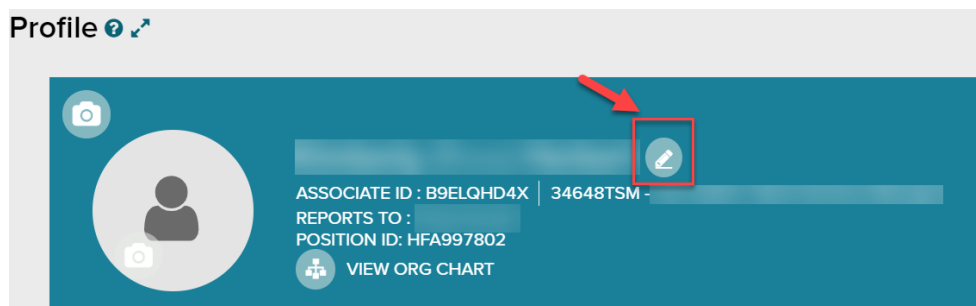 Profile
ASSOCIATE ID : B9ELQHD4X | 34648TSM -
REPORTS TO :
POSITION ID: HFA997802
VIEW ORG CHART